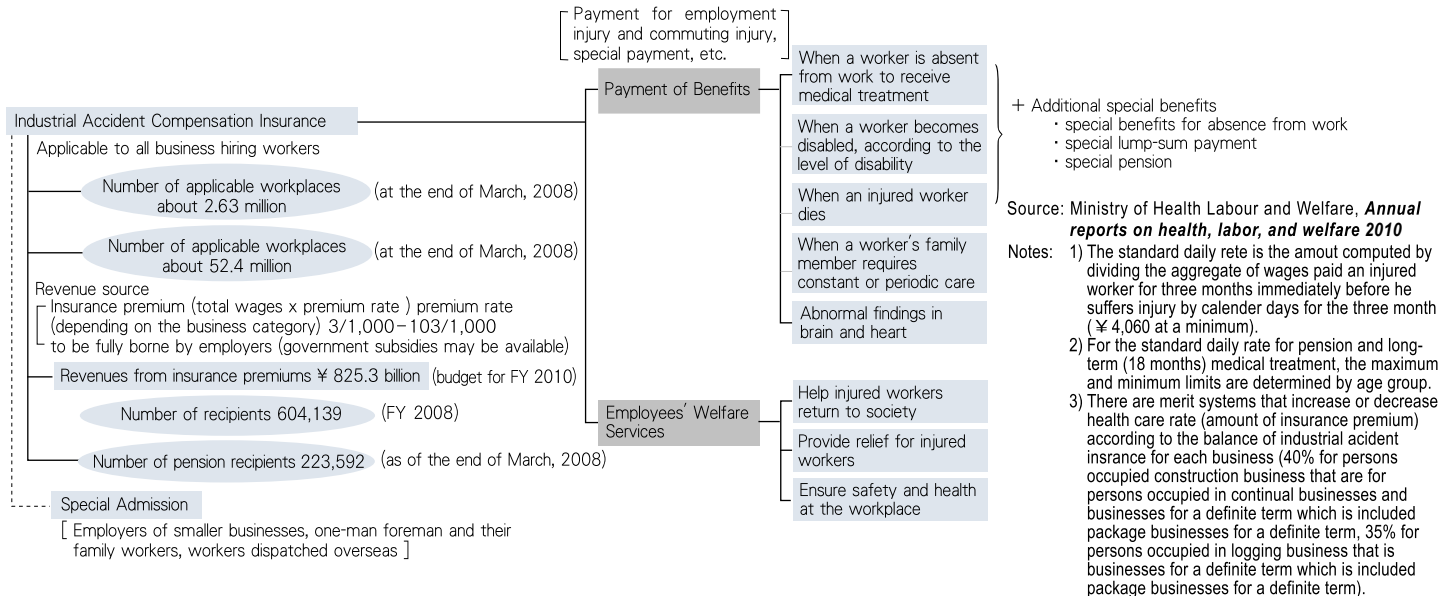 Payment for employment
injury and commuting injury,
special payment, etc.
Industrial Accident Compensation Insurance
Applicable to all business hiring workers
Number of applicable workplaces
about 2.63 million
(at the end of March, 2008)
Number of applicable workplaces
about 52.4 million
(at the end of March, 2008)
Revenue source
Insurance premium (total wages x premium rate ) premium rate
(depending on the business category) 3/1,000－103/1,000
to be fully borne by employers (government subsidies may be available)
Revenues from insurance premiums ¥ 825.3 billion
(budget for FY 2010)
Number of recipients 604,139
(FY 2008)
Number of pension recipients 223,592
(as of the end of March, 2008)
Special Admission
[ Employers of smaller businesses, one-man foreman and their
family workers, workers dispatched overseas ]
Payment of Benefits
When a worker is absent
from work to receive
medical treatment
When a worker becomes
disabled, according to the
level of disability
When an injured worker
dies
When a worker's family
member requires
constant or periodic care
Abnormal findings in
brain and heart
Employees' Welfare
Services
Help injured workers
return to society
Provide relief for injured
workers
Ensure safety and health
at the workplace
+ Additional special benefits
・special benefits for absence from work
・special lump-sum payment
・special pension
Source: Ministry of Health Labour and Welfare, Annual
reports on health, labor, and welfare 2010
Notes: 1) The standard daily rete is the amout computed by
dividing the aggregate of wages paid an injured
worker for three months immediately before he
suffers injury by calender days for the three month
(¥ 4,060 at a minimum).
2) For the standard daily rate for pension and long-
term (18 months) medical treatment, the maximum
and minimum limits are determined by age group.
3) There are merit systems that increase or decrease
health care rate (amount of insurance premium)
according to the balance of industrial acident
insrance for each business (40% for persons
occupied construction business that are for
persons occupied in continual businesses and
businesses for a definite term which is included
package businesses for a definite term, 35% for
persons occupied in logging business that is
businesses for a definite term which is included
package businesses for a definite term).